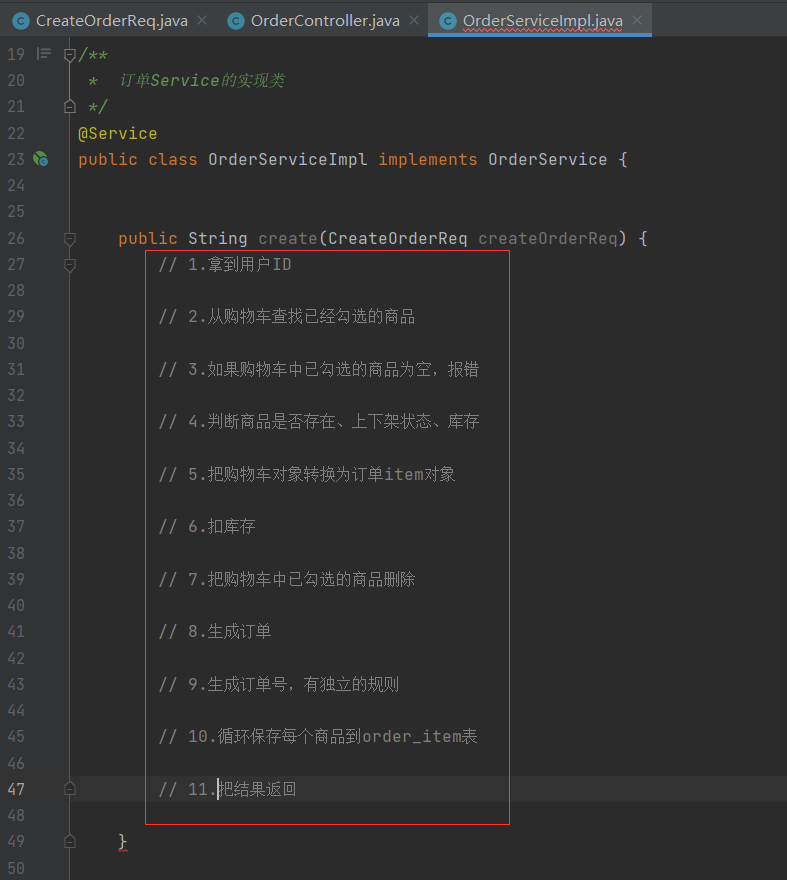 CreateOrderReq.java OrderController.java OrderServiceImpl.java
19 /**
20 * 订单Service的实现类
21 */
22 @Service
23 public class OrderServiceImpl implements OrderService {
24
25
26 public String create(CreateOrderReq createOrderReq) {
27 // 1.拿到用户ID
28
29 // 2.从购物车查找已经勾选的商品
30
31 // 3.如果购物车中已勾选的商品为空，报错
32
33 // 4.判断商品是否存在、上下架状态、库存
34
35 // 5.把购物车对象转换为订单item对象
36
37 // 6.扣库存
38
39 // 7.把购物车中已勾选的商品删除
40
41 // 8.生成订单
42
43 // 9.生成订单号，有独立的规则
44
45 // 10.循环保存每个商品到order_item表
46
47 // 11.把结果返回
48
49 }
50